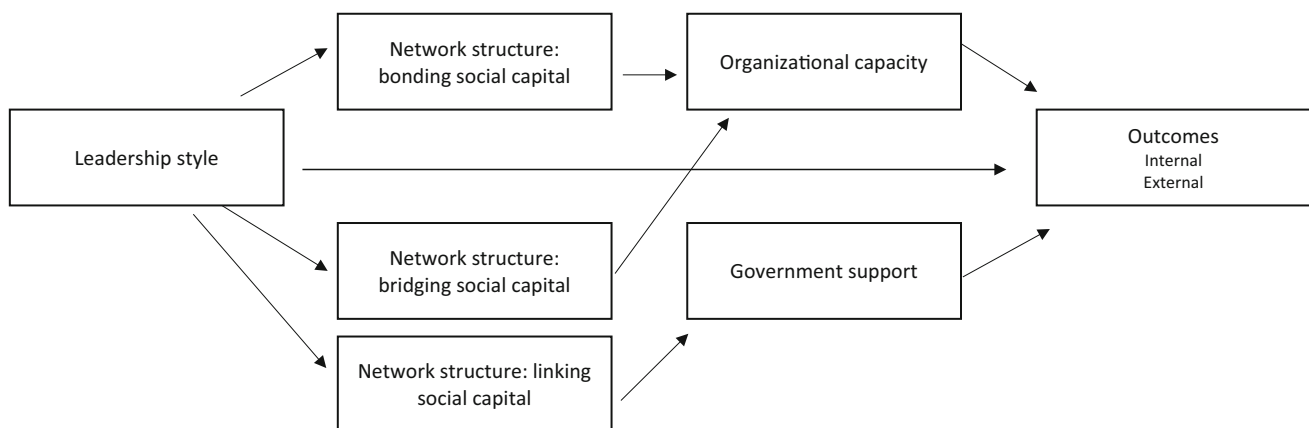 Network structure:
bonding social capital
Organizational capacity
Leadership style
Outcomes
Internal
External
Network structure:
bridging social capital
Government support
Network structure: linking
social capital